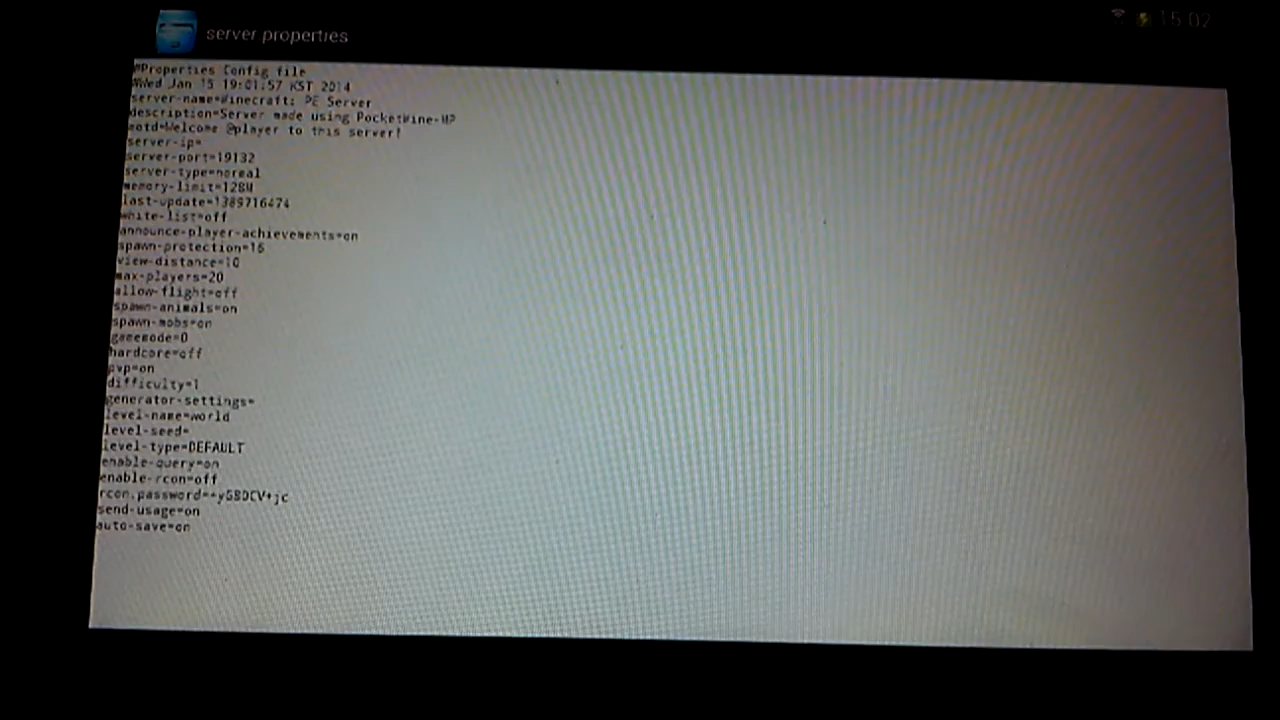 server properties
15:02
#Properties Config file
#Wed Jan 15 19:01:57 KST 2014
server-name=Minecraft: PE Server
description=Server made using PocketMine-MP
motd=Welcome @player to this server!
server-ip=
server-port=19132
server-type=normal
memory-limit=128M
last-update=1389716474
white-list=off
announce-player-achievements=on
spawn-protection=16
view-distance=10
max-players=20
allow-flight=off
spawn-animals=on
spawn-mobs=on
gamemode=0
hardcore=off
pvp=on
difficulty=1
generator-settings=
level-name=world
level-seed=
level-type=DEFAULT
enable-query=on
enable-rcon=off
send-usage=on
auto-save=on